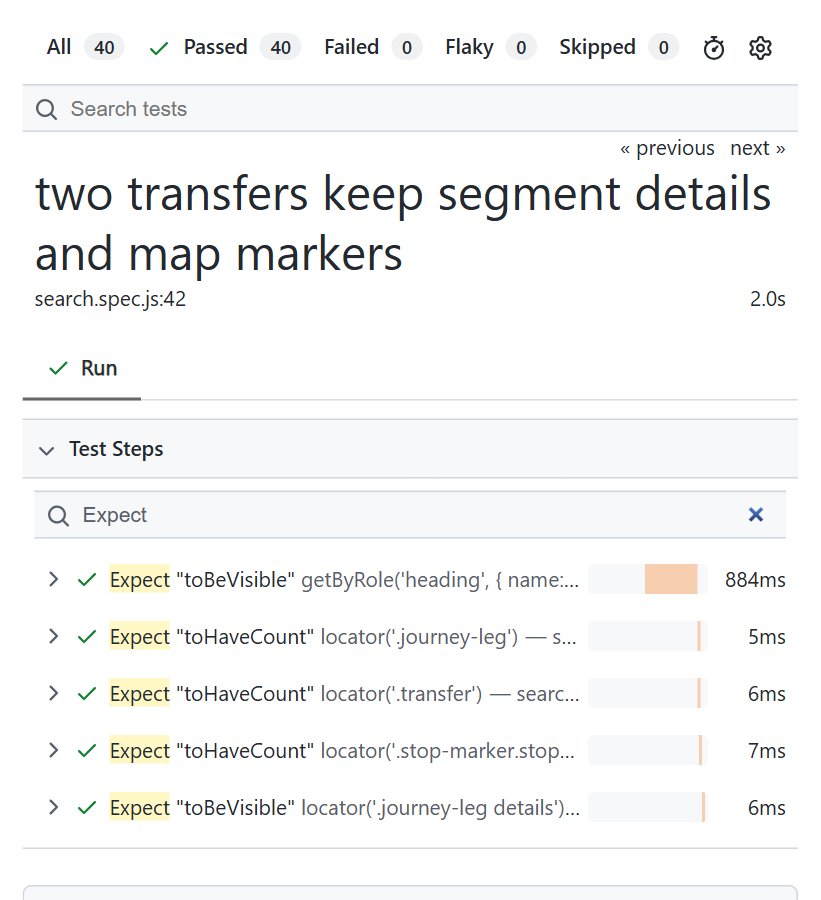 All 40 Passed 40 Failed 0 Flaky 0 Skipped 0
Search tests
« previous next »
two transfers keep segment details
and map markers
search.spec.js:42 2.0s
Run
Test Steps
Expect
Expect "toBeVisible" getByRole('heading', { name:... 884ms
Expect "toHaveCount" locator('.journey-leg') — s... 5ms
Expect "toHaveCount" locator('.transfer') — searc... 6ms
Expect "toHaveCount" locator('.stop-marker.stop... 7ms
Expect "toBeVisible" locator('.journey-leg details')... 6ms